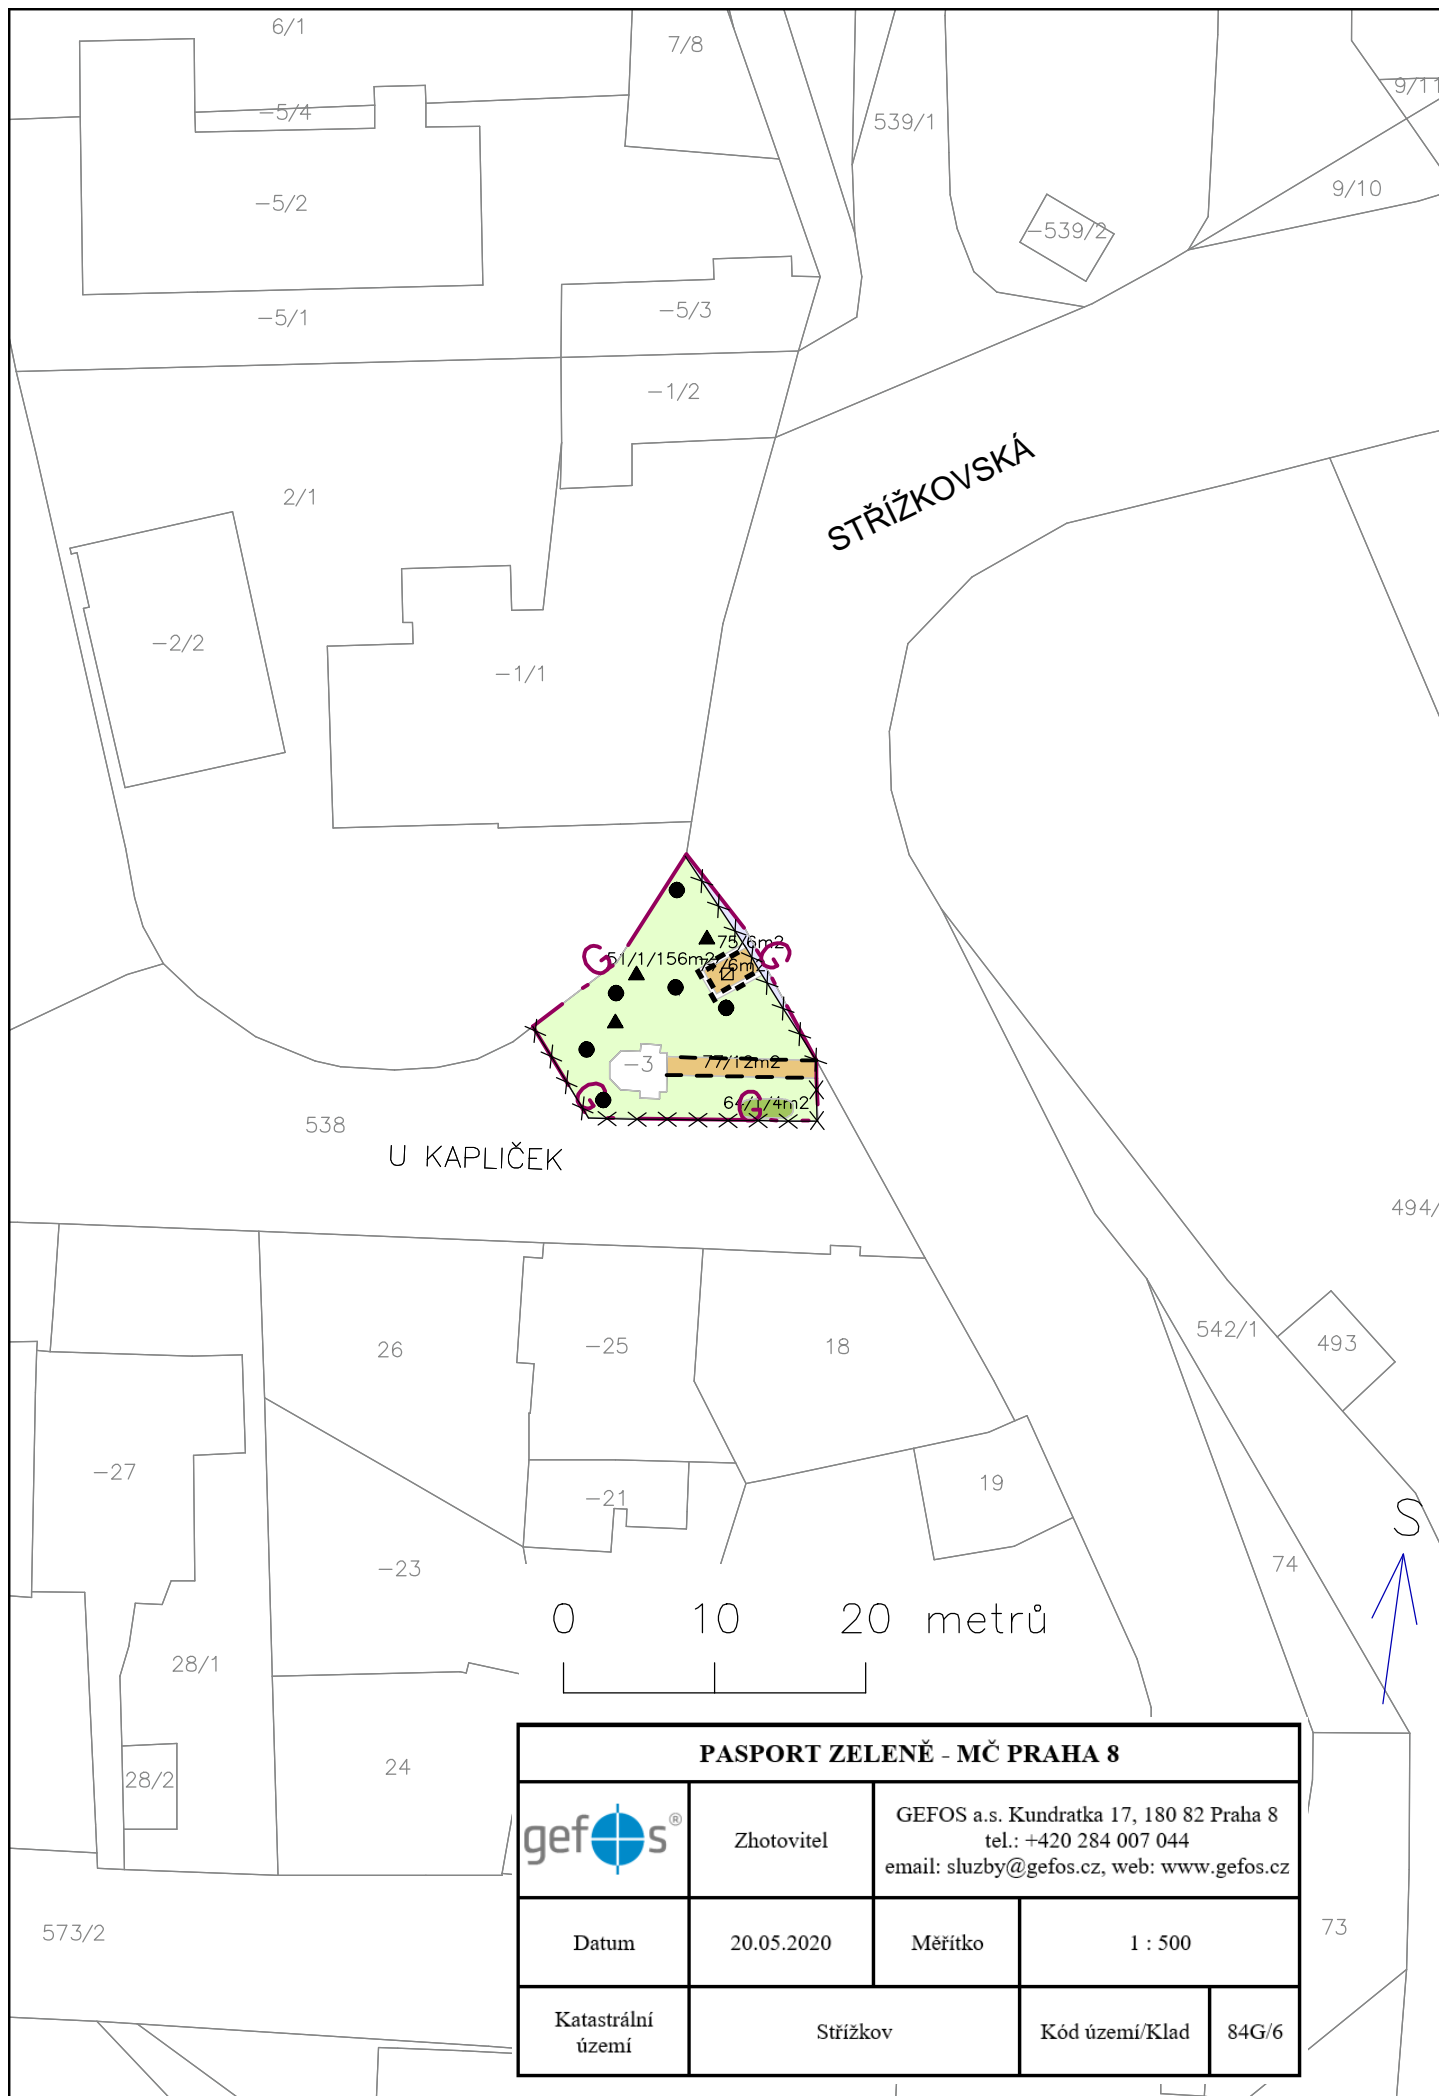 6/1
7/8
9/11
-5/4
539/1
9/10
-5/2
-539/2
-5/3
-5/1
-1/2
STŘÍŽKOVSKÁ
2/1
-2/2
-1/1
G
G
75/6m2
51/1/156m2
-3
77/12m2
G
G
64/1/4m2
538
U KAPLIČEK
494/
542/1
493
26
-25
18
-27
-21
19
S
-23
74
0 10 20 metrů
28/1
28/2
24
PASPORT ZELENĚ - MČ PRAHA 8
gefos®
Zhotovitel
GEFOS a.s. Kundratka 17, 180 82 Praha 8
tel.: +420 284 007 044
email: sluzby@gefos.cz, web: www.gefos.cz
573/2
73
Datum
20.05.2020
Měřítko
1 : 500
Katastrální
území
Střížkov
Kód území/Klad
84G/6